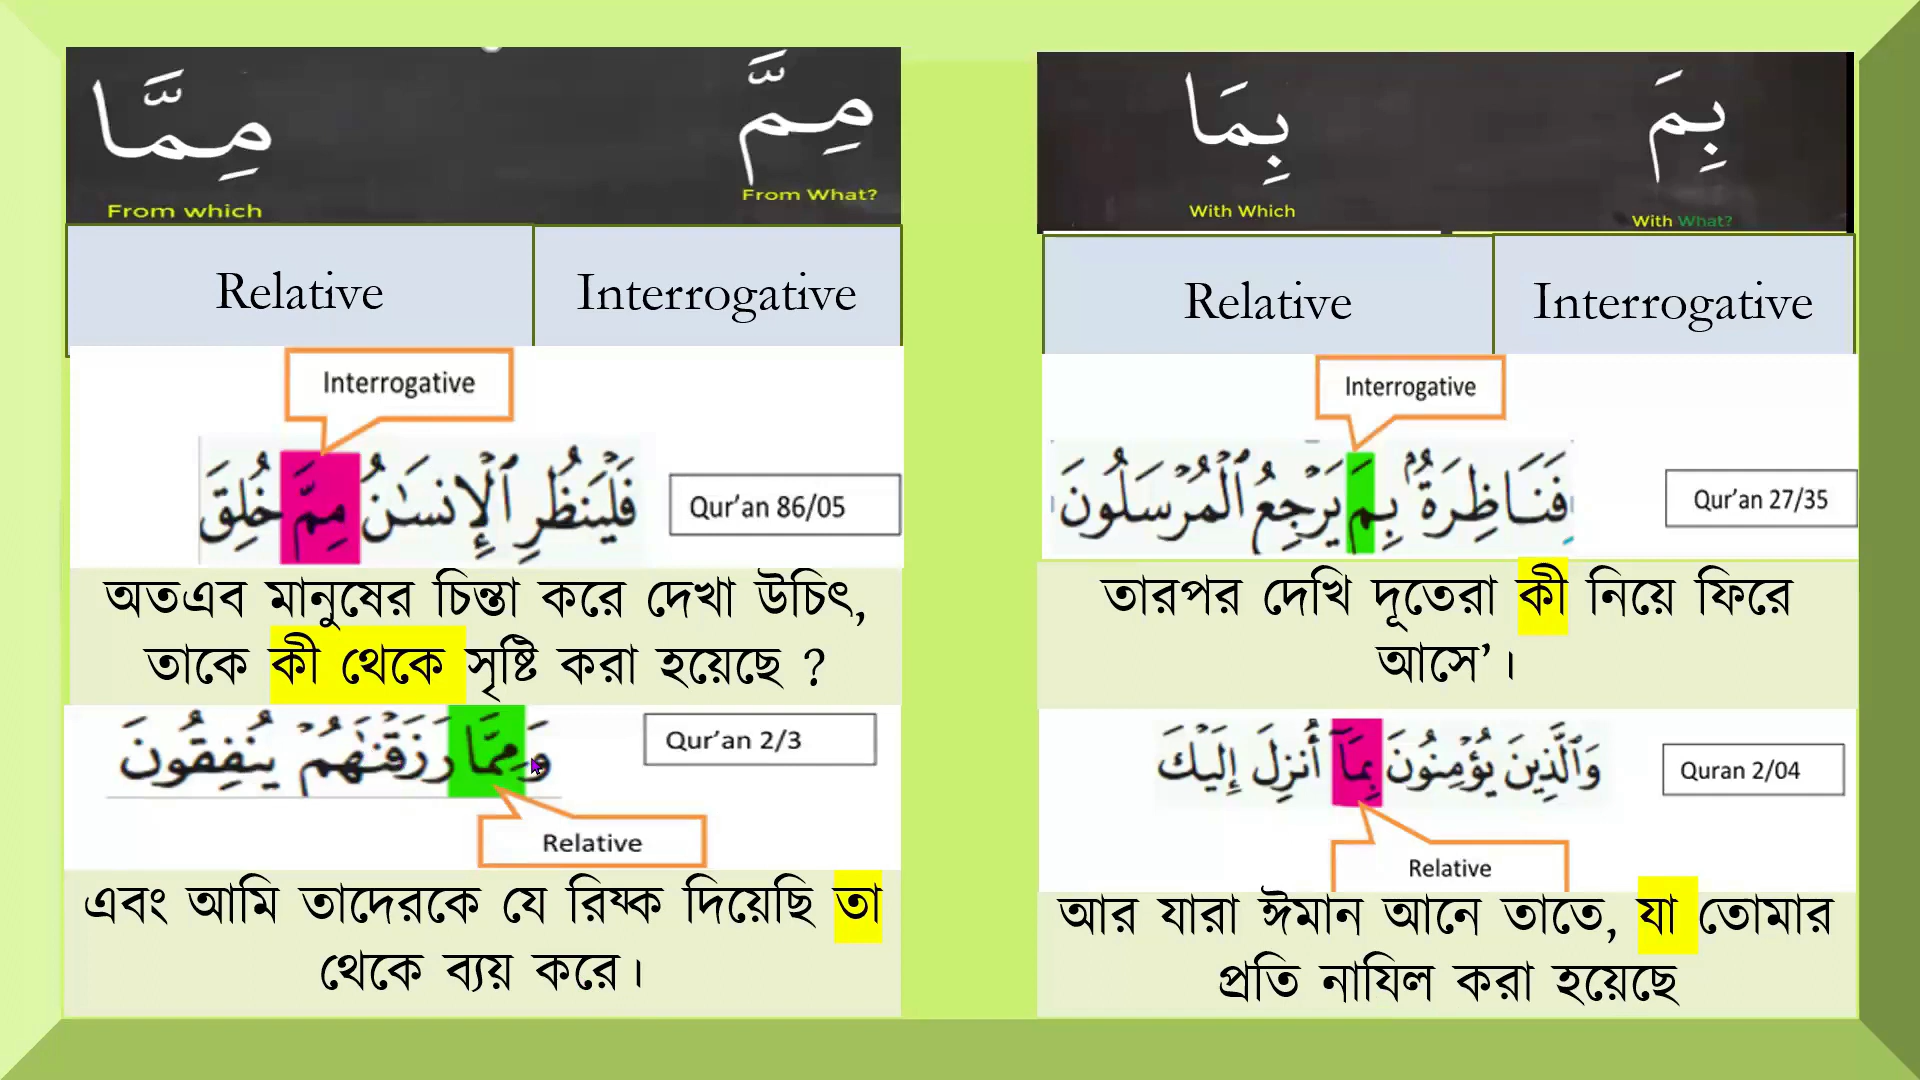 مِمَّا
مِمَّ
From which
From What?
Relative
Interrogative
Interrogative
فَلْيَنظُرِ ٱلْإِنسَٰنُ مِمَّ خُلِقَ
Qur’an 86/05
অতএব মানুষের চিন্তা করে দেখা উচিৎ,
তাকে কী থেকে সৃষ্টি করা হয়েছে ?
وَمِمَّا رَزَقْنَٰهُمْ يُنفِقُونَ
Qur’an 2/3
Relative
এবং আমি তাদেরকে যে রিয্ক দিয়েছি তা
থেকে ব্যয় করে।
بِمَا
بِمَ
With Which
With What?
Relative
Interrogative
Interrogative
فَنَاظِرَةٌۢ بِمَ يَرْجِعُ ٱلْمُرْسَلُونَ
Qur’an 27/35
তারপর দেখি দূতেরা কী নিয়ে ফিরে
আসে’।
وَٱلَّذِينَ يُؤْمِنُونَ بِمَآ أُنزِلَ إِلَيْكَ
Quran 2/04
Relative
আর যারা ঈমান আনে তাতে, যা তোমার
প্রতি নাযিল করা হয়েছে